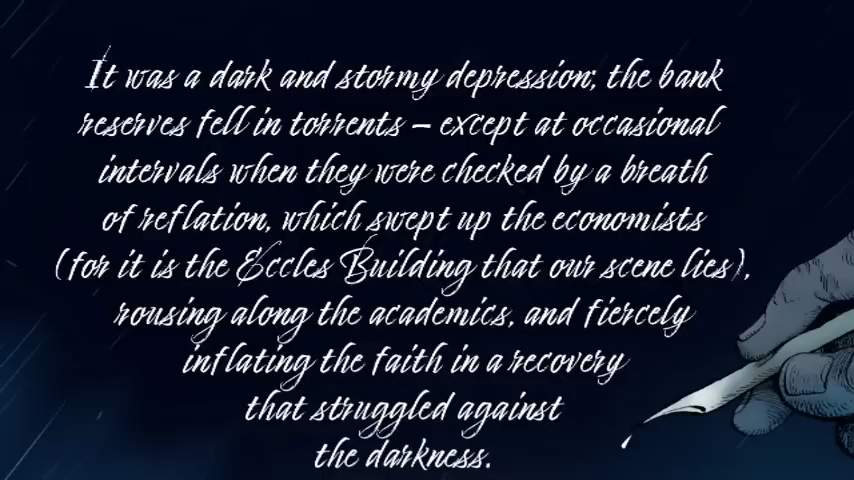 It was a dark and stormy depression; the bank
reserves fell in torrents – except at occasional
intervals when they were checked by a breath
of reflation, which swept up the economists
(for it is the Eccles Building that our scene lies),
rousing along the academics, and fiercely
inflating the faith in a recovery
that struggled against
the darkness.